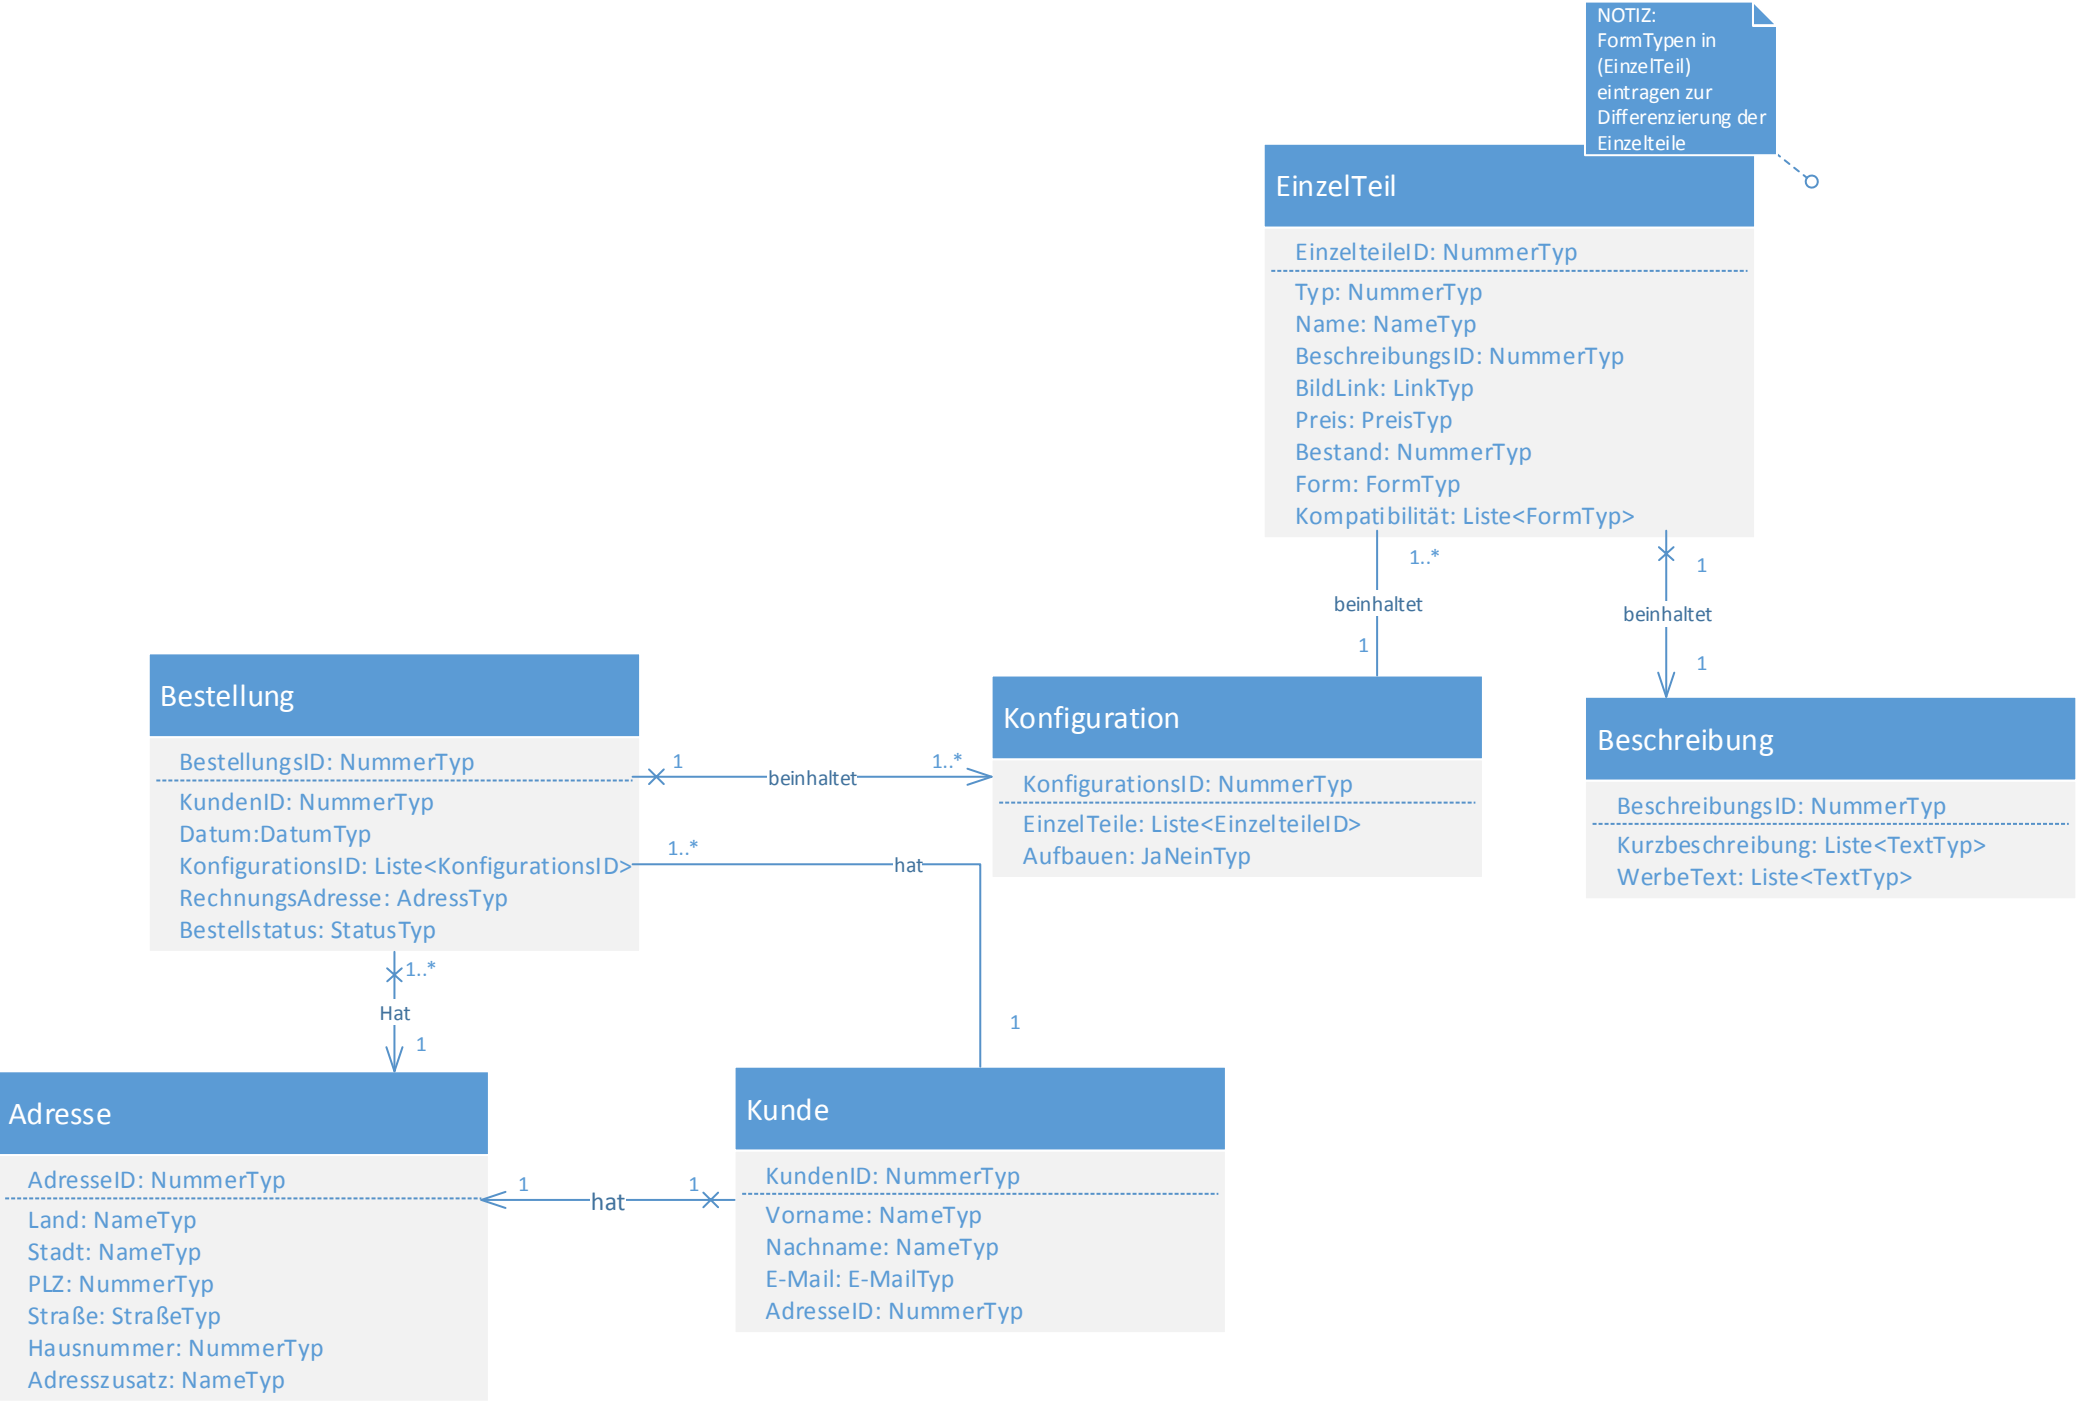 NOTIZ:
FormTypen in
(EinzelTeil)
eintragen zur
Differenzierung der
Einzelteile
EinzelTeil
EinzelteileID: NummerTyp
Typ: NummerTyp
Name: NameTyp
BeschreibungsID: NummerTyp
BildLink: LinkTyp
Preis: PreisTyp
Bestand: NummerTyp
Form: FormTyp
Kompatibilität: Liste<FormTyp>
1..*
beinhaltet
1
1
beinhaltet
1
Bestellung
BestellungsID: NummerTyp
KundenID: NummerTyp
Datum:DatumTyp
KonfigurationsID: Liste<KonfigurationsID>
RechnungsAdresse: AdressTyp
Bestellstatus: StatusTyp
1
beinhaltet
1..*
1..*
hat
1
Konfiguration
KonfigurationsID: NummerTyp
EinzelTeile: Liste<EinzelteileID>
Aufbauen: JaNeinTyp
Beschreibung
BeschreibungsID: NummerTyp
Kurzbeschreibung: Liste<TextTyp>
WerbeText: Liste<TextTyp>
1..*
Hat
1
Adresse
AdresseID: NummerTyp
Land: NameTyp
Stadt: NameTyp
PLZ: NummerTyp
Straße: StraßeTyp
Hausnummer: NummerTyp
Adresszusatz: NameTyp
1
hat
1
Kunde
KundenID: NummerTyp
Vorname: NameTyp
Nachname: NameTyp
E-Mail: E-MailTyp
AdresseID: NummerTyp